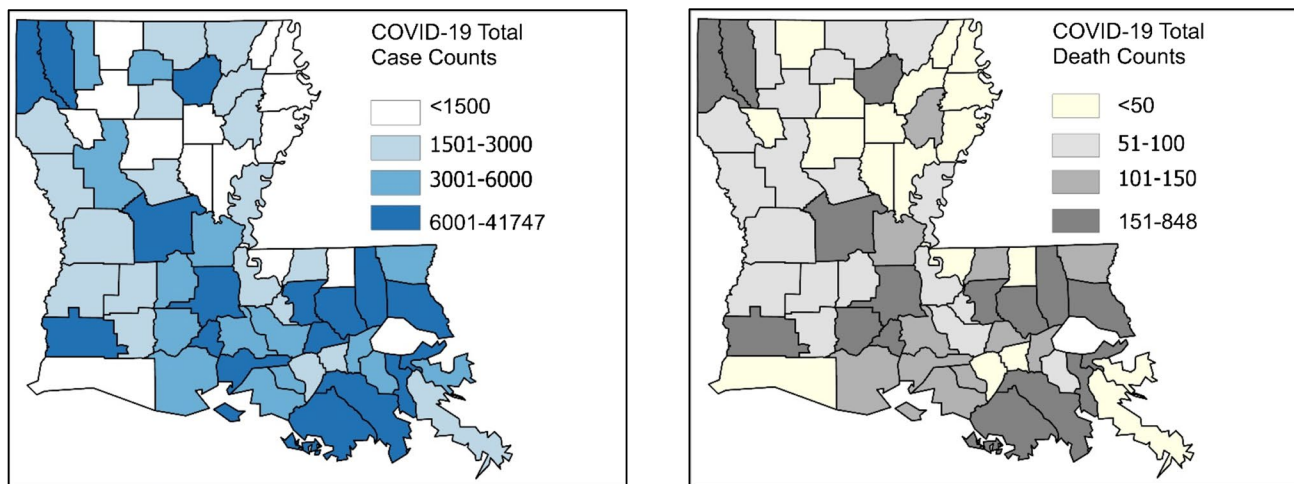 COVID-19 Total
Case Counts
<1500
1501-3000
3001-6000
6001-41747
COVID-19 Total
Death Counts
<50
51-100
101-150
151-848